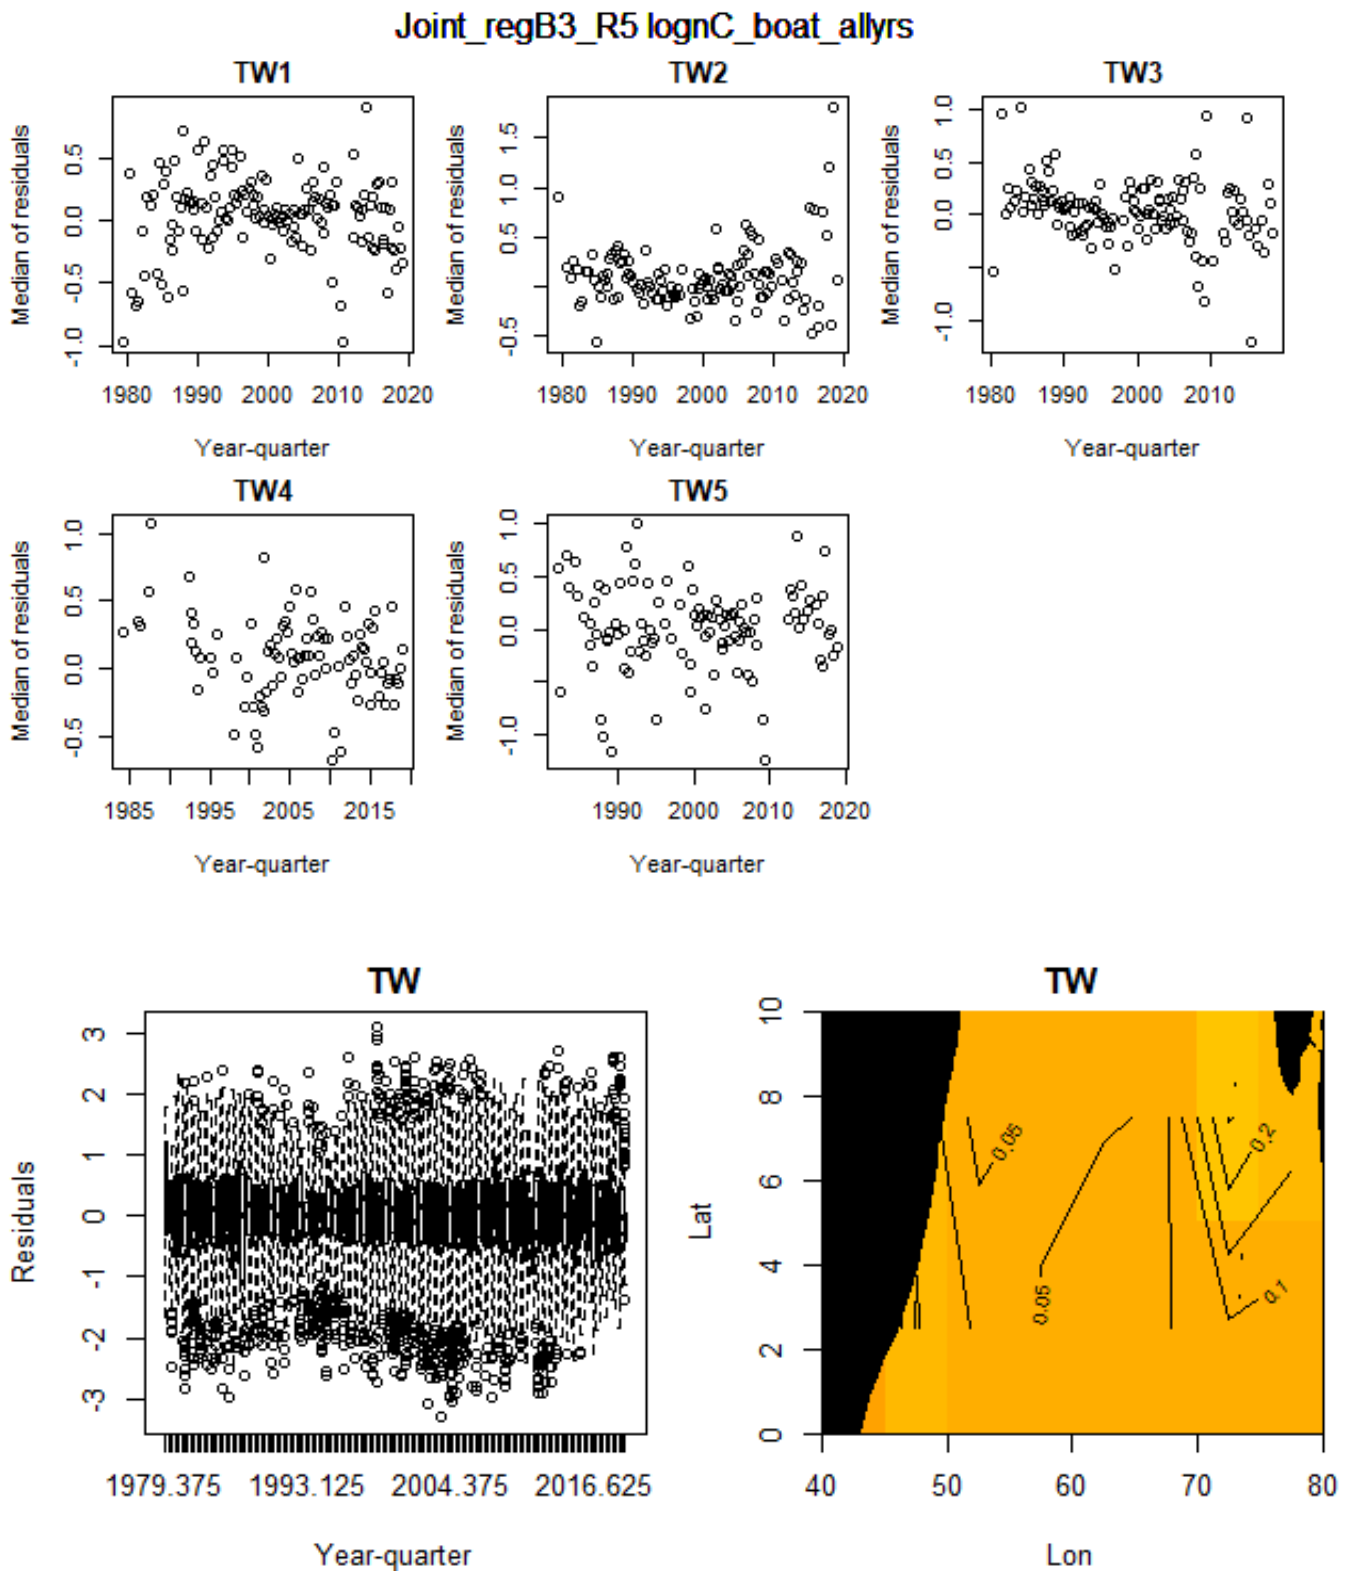 Joint_regB3_R5 lognC_boat_allyrs
TW1 TW2 TW3
Median of residuals
-1.0 -0.5 0.0 0.5
1980 1990 2000 2010 2020
Year-quarter
Median of residuals
-0.5 0.5 1.0 1.5
1980 1990 2000 2010 2020
Year-quarter
Median of residuals
-1.0 0.0 0.5 1.0
1980 1990 2000 2010
Year-quarter
TW4 TW5
Median of residuals
-0.5 0.0 0.5 1.0
1985 1995 2005 2015
Year-quarter
Median of residuals
-1.0 0.0 0.5 1.0
1990 2000 2010 2020
Year-quarter
TW
Residuals
-3 -2 -1 0 1 2 3
1979.375 1993.125 2004.375 2016.625
Year-quarter
TW
Lat
0 2 4 6 8 10
0.05
0.2
0.05
0.1
40 50 60 70 80
Lon